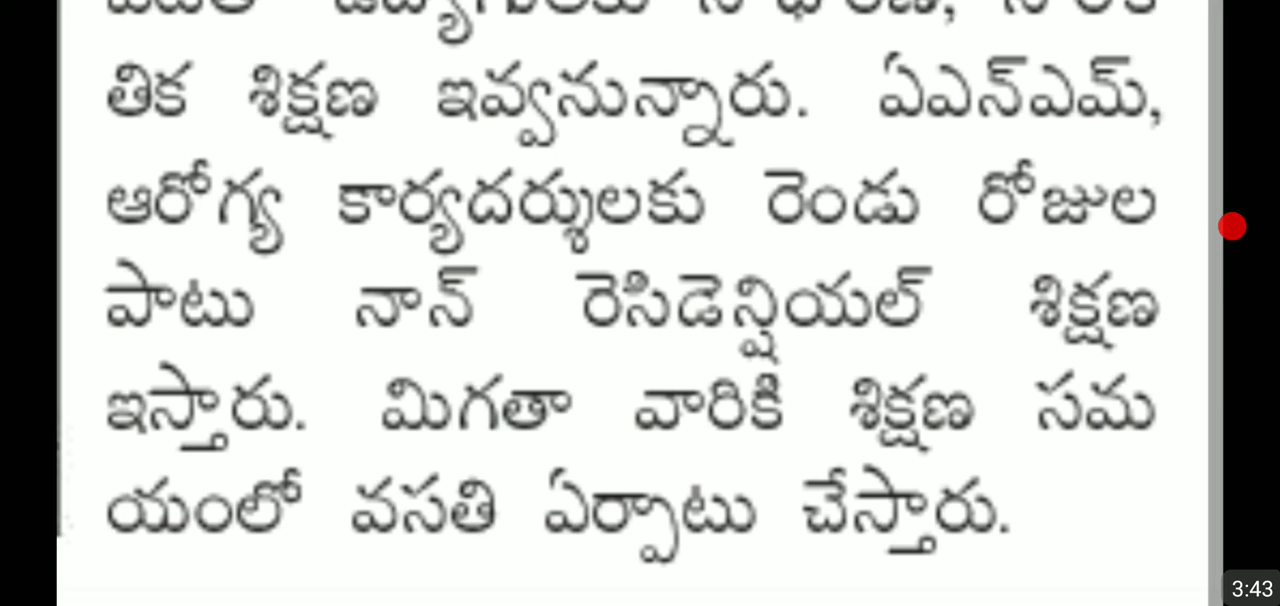 తిక శిక్షణ ఇవ్వనున్నారు. ఏఎన్ఎమ్,
ఆరోగ్య కార్యదర్శులకు రెండు రోజుల
పాటు నాన్ రెసిడెన్షియల్ శిక్షణ
ఇస్తారు. మిగతా వారికి శిక్షణ సమ
యంలో వసతి ఏర్పాటు చేస్తారు.
3:43